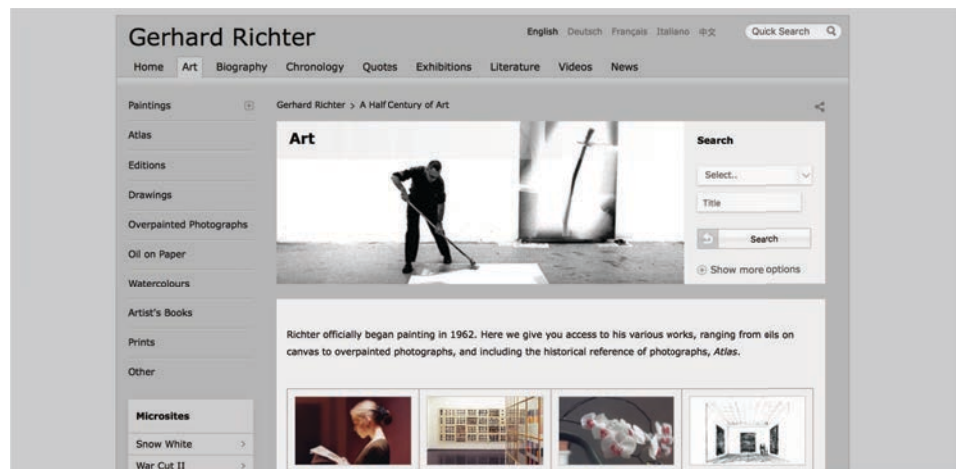 Gerhard Richter
English Deutsch Français Italiano 中文
Quick Search
Home Art Biography Chronology Quotes Exhibitions Literature Videos News
Paintings
Atlas
Editions
Drawings
Overpainted Photographs
Oil on Paper
Watercolours
Artist's Books
Prints
Other
Microsites
Snow White
War Cut II
Gerhard Richter > A Half Century of Art
Art
Search
Select..
Title
Search
Show more options
Richter officially began painting in 1962. Here we give you access to his various works, ranging from oils on
canvas to overpainted photographs, and including the historical reference of photographs, Atlas.